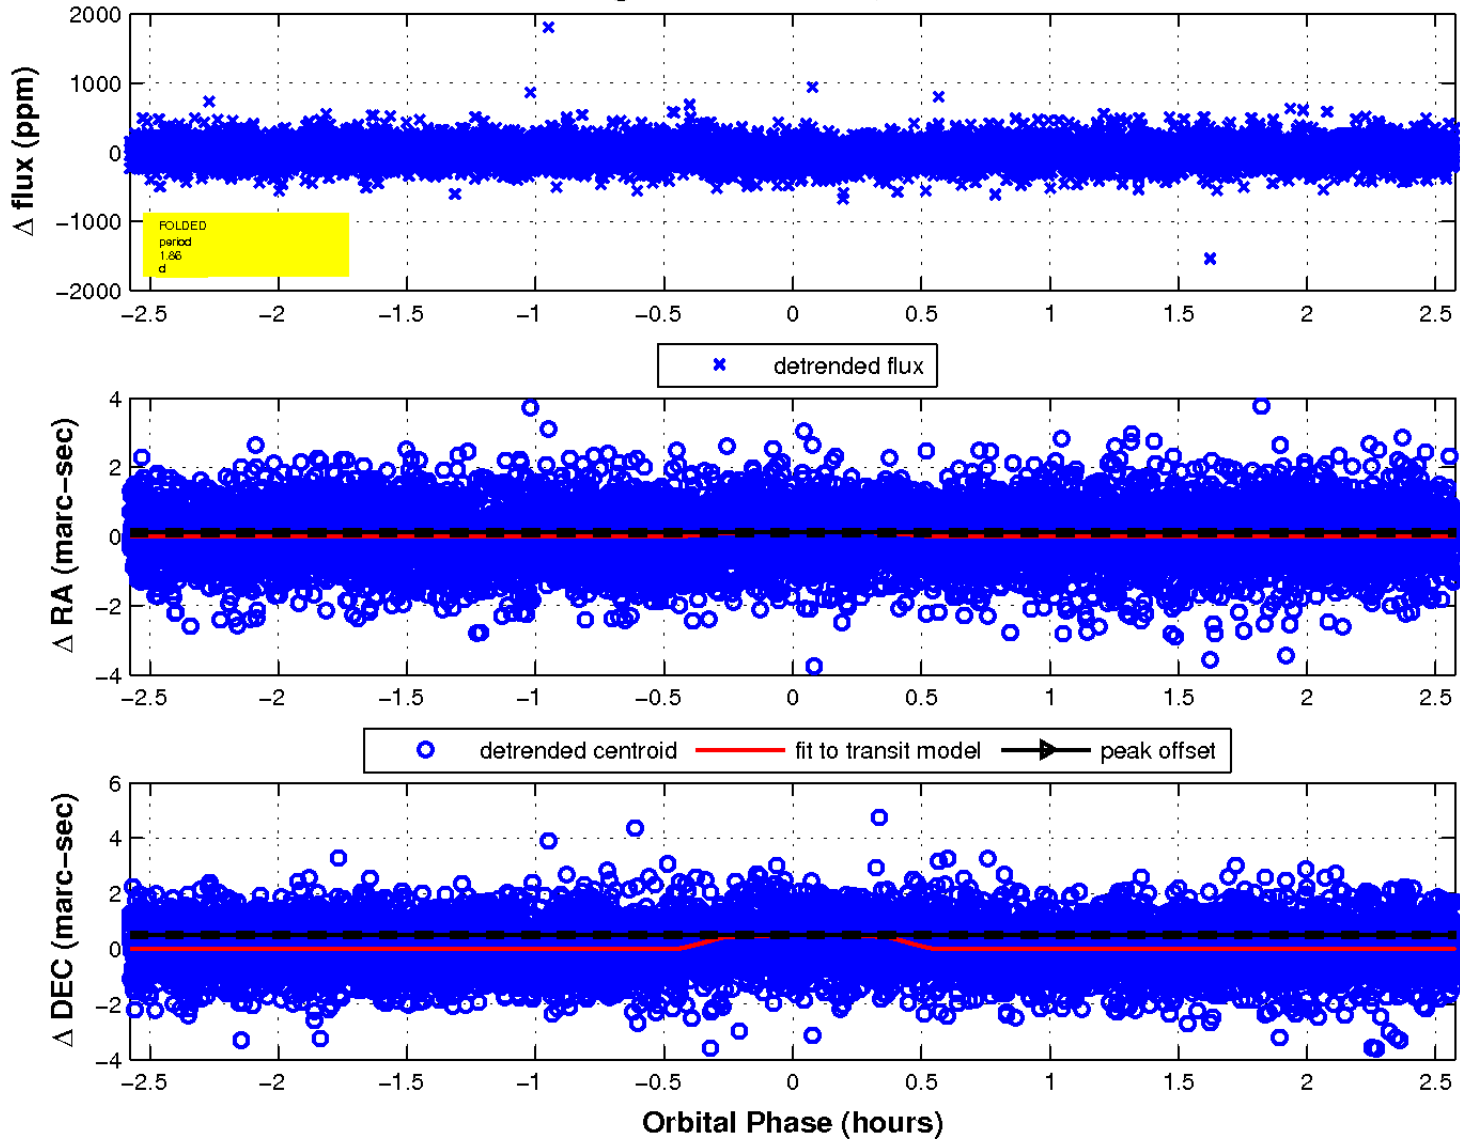 2000
1000
0
−1000
−2000
Δ flux (ppm)
FOLDED
period
1.86
d
−2.5 −2 −1.5 −1 −0.5 0 0.5 1 1.5 2 2.5
detrended flux
4
2
0
−2
−4
Δ RA (marc−sec)
−2.5 −2 −1.5 −1 −0.5 0 0.5 1 1.5 2 2.5
detrended centroid fit to transit model peak offset
6
4
2
0
−2
−4
Δ DEC (marc−sec)
−2.5 −2 −1.5 −1 −0.5 0 0.5 1 1.5 2 2.5
Orbital Phase (hours)